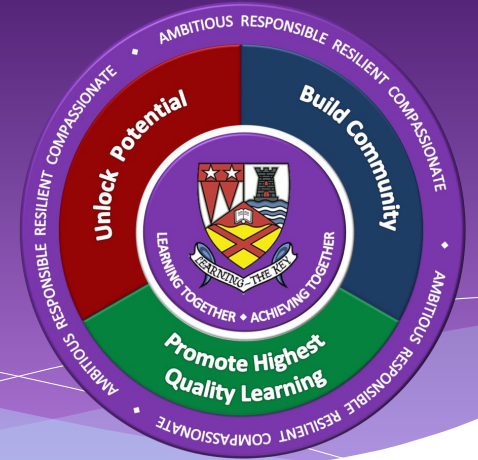 AMBITIOUS RESPONSIBLE RESILIENT COMPASSIONATE
AMBITIOUS RESPONSIBLE RESILIENT COMPASSIONATE
AMBITIOUS RESPONSIBLE RESILIENT COMPASSIONATE
Unlock Potential
Build Community
Promote Highest
Quality Learning
LEARNING-THE KEY
LEARNING TOGETHER ♦ ACHIEVING TOGETHER